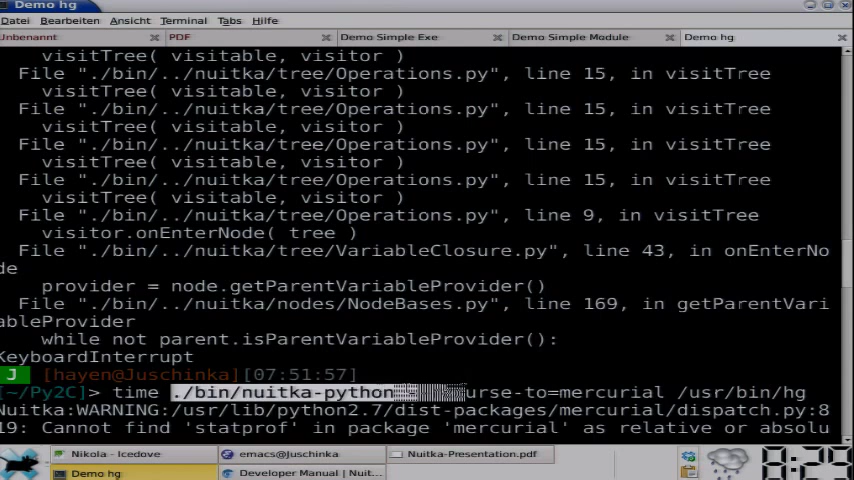 Demo hg
Datei Bearbeiten Ansicht Terminal Tabs Hilfe
Unbenannt PDF Demo Simple Exe Demo Simple Module Demo hg
visitTree( visitable, visitor )
File "./bin/../nuitka/tree/Operations.py", line 15, in visitTree
visitTree( visitable, visitor )
File "./bin/../nuitka/tree/Operations.py", line 15, in visitTree
visitTree( visitable, visitor )
File "./bin/../nuitka/tree/Operations.py", line 15, in visitTree
visitTree( visitable, visitor )
File "./bin/../nuitka/tree/Operations.py", line 15, in visitTree
visitTree( visitable, visitor )
File "./bin/../nuitka/tree/Operations.py", line 9, in visitTree
visitor.onEnterNode( tree )
File "./bin/../nuitka/tree/VariableClosure.py", line 43, in onEnterNo
de
provider = node.getParentVariableProvider()
File "./bin/../nuitka/nodes/NodeBases.py", line 169, in getParentVari
ableProvider
while not parent.isParentVariableProvider():
KeyboardInterrupt
J [hayen@Juschinka][07:51:57]
[~/Py2C]> time ./bin/nuitka-python urse-to=mercurial /usr/bin/hg
Nuitka:WARNING:/usr/lib/python2.7/dist-packages/mercurial/dispatch.py:8
19: Cannot find 'statprof' in package 'mercurial' as relative or absolu
Nikola - Icedove emacs@Juschinka Nuitka-Presentation.pdf
Demo hg Developer Manual | Nuit... 8:29